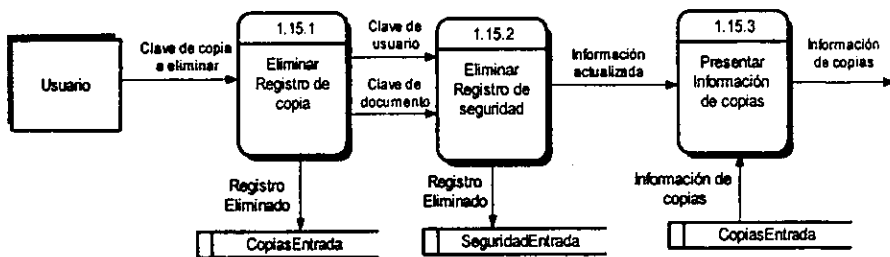 1.15.1
Clave de
usuario
1.15.2
1.15.3
Información
de copias
Clave de copia
a eliminar
Eliminar
Registro de
copia
Eliminar
Registro de
seguridad
Información
actualizada
Presentar
Información
de copias
Usuario
Clave de
documento
Registro
Eliminado
Registro
Eliminado
Información de
copias
CopiasEntrada
SeguridadEntrada
CopiasEntrada